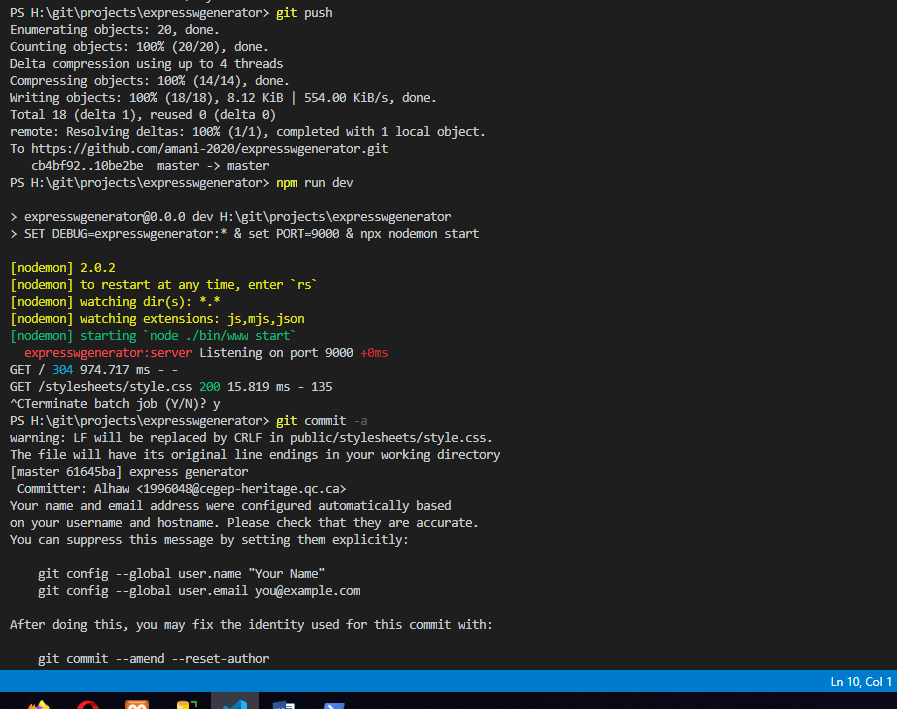 PS H:\git\projects\expresswgenerator> git push
Enumerating objects: 20, done.
Counting objects: 100% (20/20), done.
Delta compression using up to 4 threads
Compressing objects: 100% (14/14), done.
Writing objects: 100% (18/18), 8.12 KiB | 554.00 KiB/s, done.
Total 18 (delta 1), reused 0 (delta 0)
remote: Resolving deltas: 100% (1/1), completed with 1 local object.
To https://github.com/amani-2020/expresswgenerator.git
   cb4bf92..10be2be  master -> master
PS H:\git\projects\expresswgenerator> npm run dev
> expresswgenerator@0.0.0 dev H:\git\projects\expresswgenerator
> SET DEBUG=expresswgenerator:* & set PORT=9000 & npx nodemon start
[nodemon] 2.0.2
[nodemon] to restart at any time, enter `rs`
[nodemon] watching dir(s): *.*
[nodemon] watching extensions: js,mjs,json
[nodemon] starting `node ./bin/www start`
  expresswgenerator:server Listening on port 9000 +0ms
GET / 304 974.717 ms - -
GET /stylesheets/style.css 200 15.819 ms - 135
^CTerminate batch job (Y/N)? y
PS H:\git\projects\expresswgenerator> git commit -a
warning: LF will be replaced by CRLF in public/stylesheets/style.css.
The file will have its original line endings in your working directory
[master 61645ba] express generator
 Committer: Alhaw <1996048@cegep-heritage.qc.ca>
Your name and email address were configured automatically based
on your username and hostname. Please check that they are accurate.
You can suppress this message by setting them explicitly:
    git config --global user.name "Your Name"
    git config --global user.email you@example.com
After doing this, you may fix the identity used for this commit with:
    git commit --amend --reset-author
Ln 10, Col 1